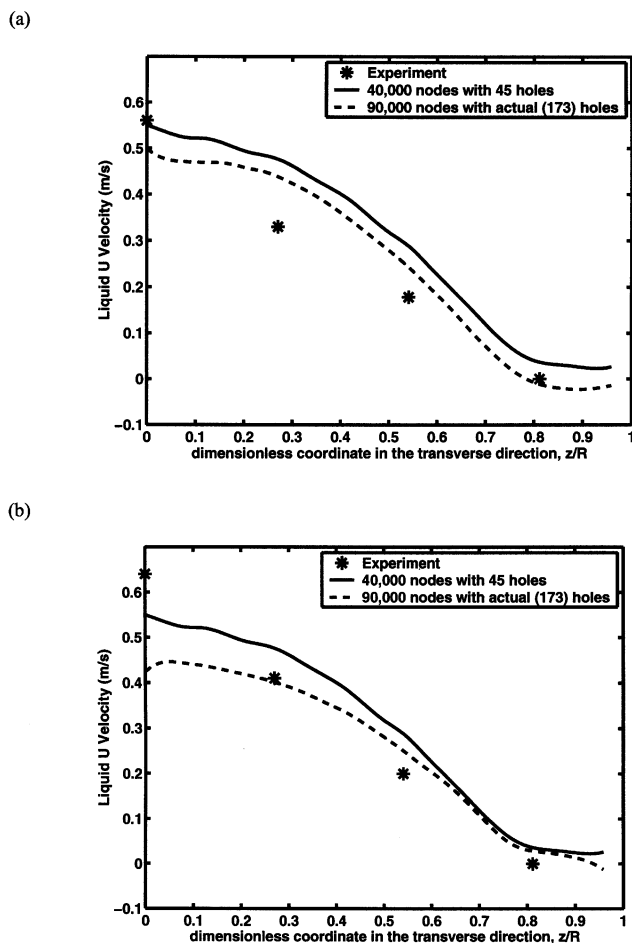 (a)
Experiment
40,000 nodes with 45 holes
90,000 nodes with actual (173) holes
Liquid U Velocity (m/s)
0.6
0.5
0.4
0.3
0.2
0.1
0
−0.1
0 0.1 0.2 0.3 0.4 0.5 0.6 0.7 0.8 0.9 1
dimensionless coordinate in the transverse direction, z/R
(b)
Experiment
40,000 nodes with 45 holes
90,000 nodes with actual (173) holes
Liquid U Velocity (m/s)
0.6
0.5
0.4
0.3
0.2
0.1
0
−0.1
0 0.1 0.2 0.3 0.4 0.5 0.6 0.7 0.8 0.9 1
dimensionless coordinate in the transverse direction, z/R